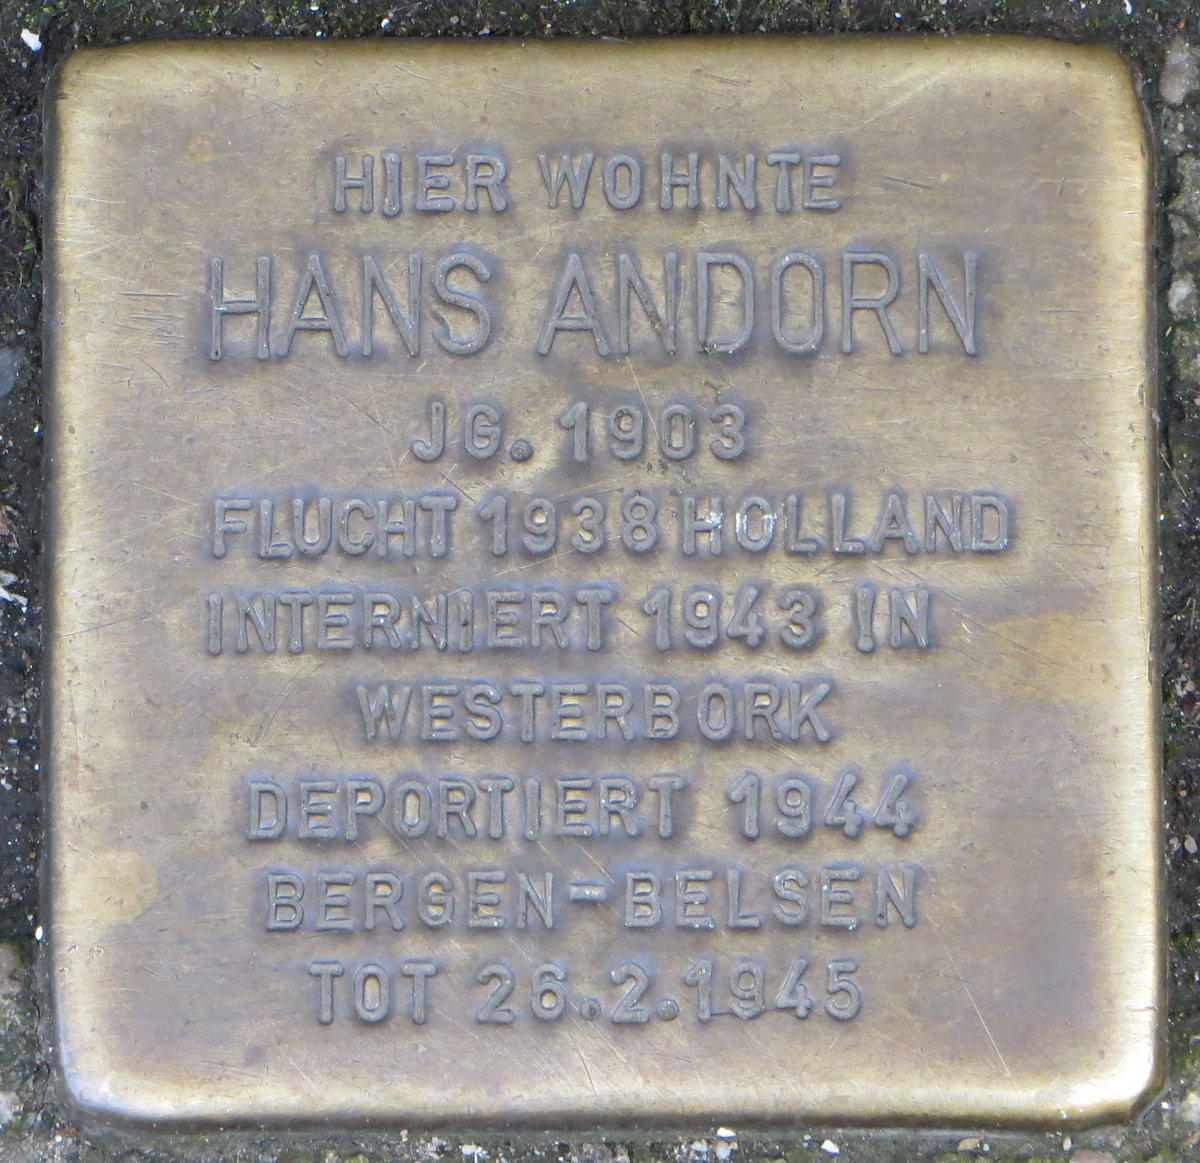 HIER WOHNTE
HANS ANDORN
JG. 1903
FLUCHT 1938 HOLLAND
INTERNIERT 1943 IN
WESTERBORK
DEPORTIERT 1944
BERGEN-BELSEN
TOT 26.2.1945